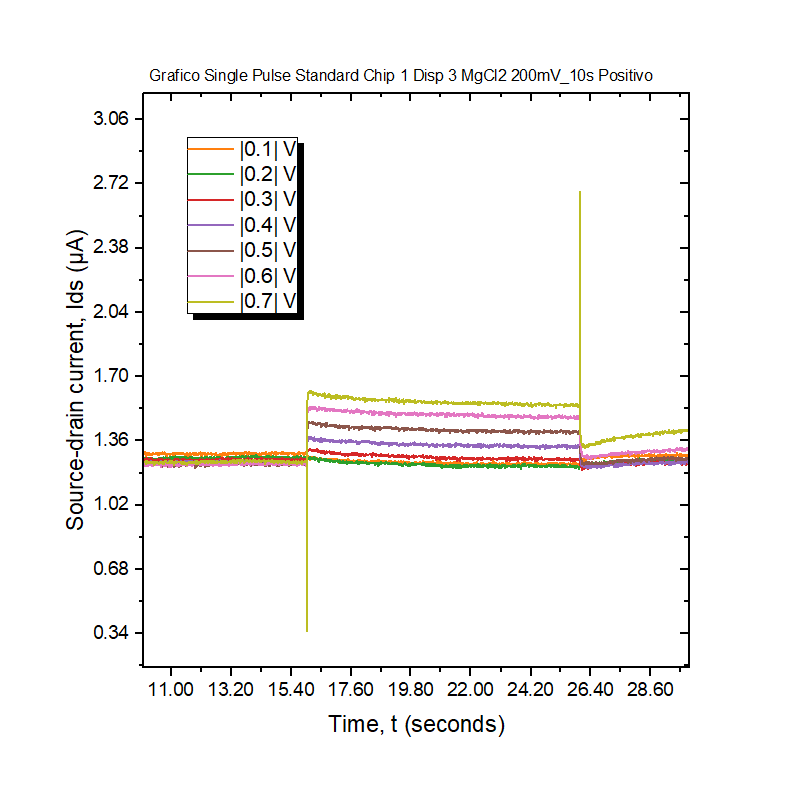 Grafico Single Pulse Standard Chip 1 Disp 3 MgCl2 200mV_10s Positivo
3.06
2.72
2.38
2.04
1.70
1.36
1.02
0.68
0.34
Source-drain current, Ids (µA)
|0.1| V
|0.2| V
|0.3| V
|0.4| V
|0.5| V
|0.6| V
|0.7| V
11.00 13.20 15.40 17.60 19.80 22.00 24.20 26.40 28.60
Time, t (seconds)